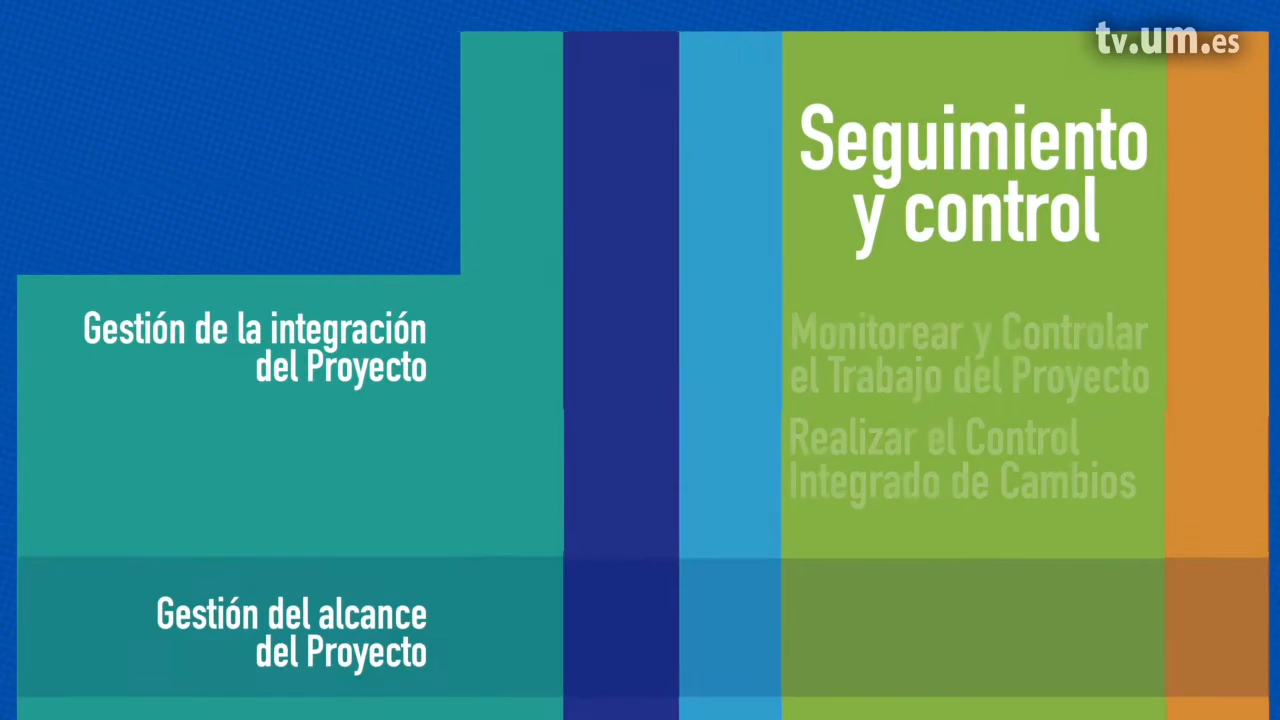 tv.um.es
Seguimiento
y control
Gestión de la integración
del Proyecto
Monitorear y Controlar
el Trabajo del Proyecto
Realizar el Control
Integrado de Cambios
Gestión del alcance
del Proyecto